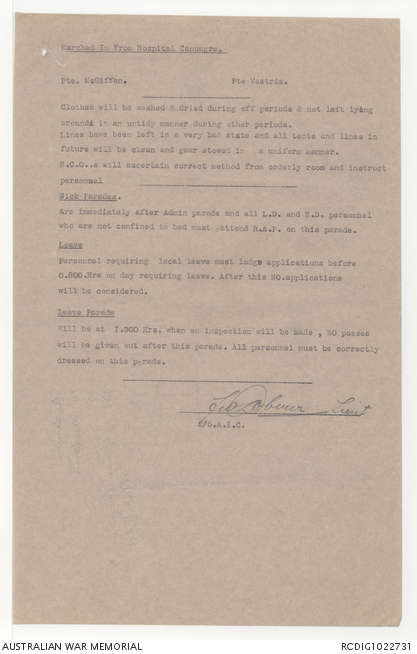 Marched In From Hospital Conwagra.
Pte. McGiffen. Pte Vestris.
Clothes will be washed & dried during off periods & not left lying
around in an untidy manner during other periods.
Lines have been left in a very bad state and all tents and lines in
future will be clean and gear stowed in a uniform manner.
N.C.O..s will ascertain correct method from orderly room and instruct
personnel
Sick Parades.
Are immediately after Admin parade and all L.D. and N.D. personnel
who are not confined to bed must attend R.A.P. on this parade.
Leave
Personnel requiring local leave must lodge applications before
0.800.Hrs on day requiring leave. After this NO.applications
will be considered.
Leave Parade
Will be at 1.300 Hrs. when an inspection will be made , NO passes
will be given out after this parade. All personnel must be correctly
dressed on this parade.
Lieut
AUSTRALIAN WAR MEMORIAL
RCDIG1022731